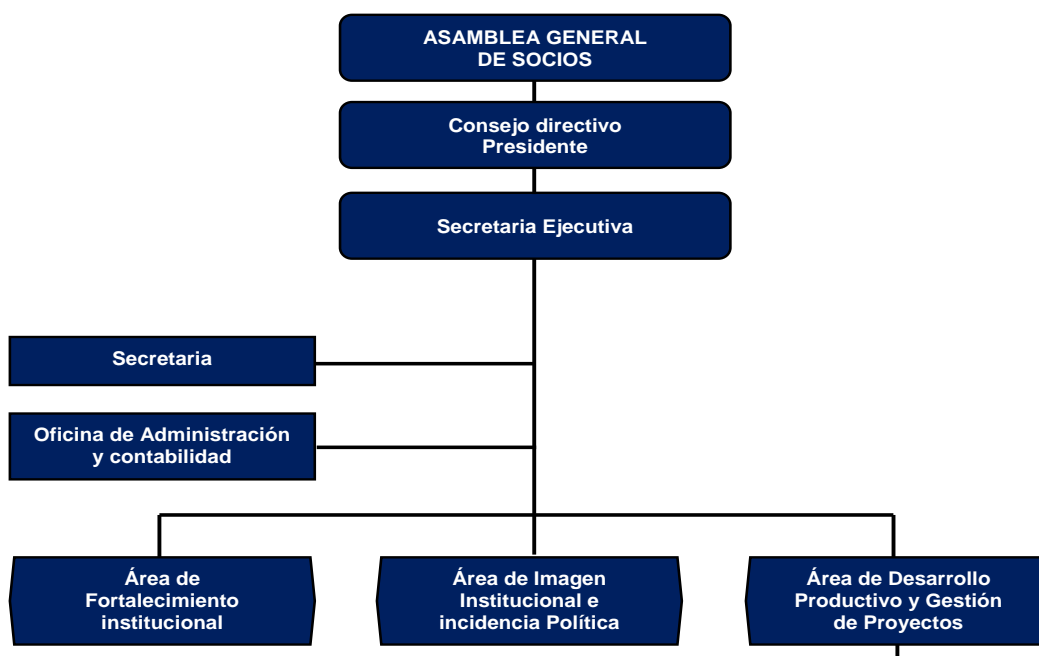 ASAMBLEA GENERAL
DE SOCIOS
Consejo directivo
Presidente
Secretaria Ejecutiva
Secretaria
Oficina de Administración
y contabilidad
Área de
Fortalecimiento
institucional
Área de Imagen
Institucional e
incidencia Política
Área de Desarrollo
Productivo y Gestión
de Proyectos